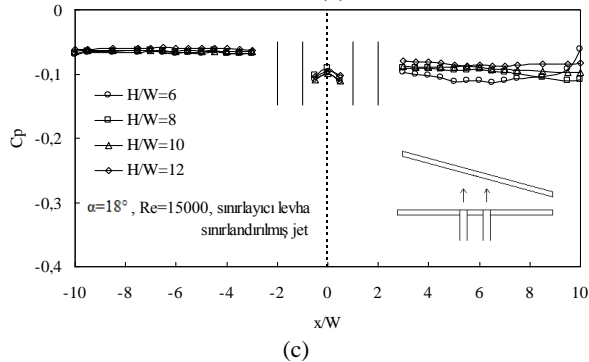 0
-0,1
-0,2
-0,3
-0,4
Cp
H/W=6
H/W=8
H/W=10
H/W=12
α=18° , Re=15000, sınırlayıcı levha
sınırlandırılmış jet
-10 -8 -6 -4 -2 0 2 4 6 8 10
x/W
(c)